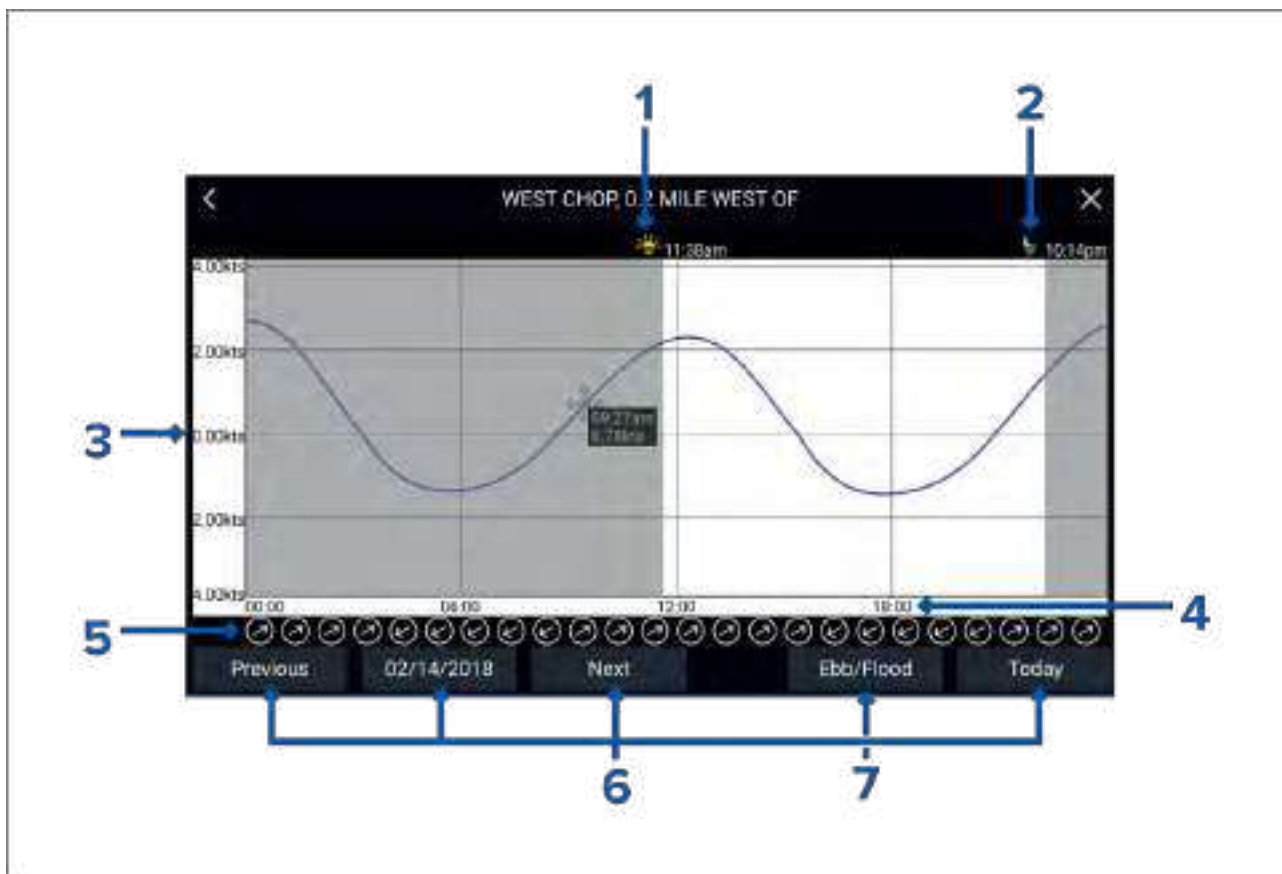 1 2
WEST CHOP, 0.2 MILE WEST OF
11:38am 10:14pm
4.00kts
2.00kts
09:27am
3 0.00kts
2.00kts
4.00kts
00:00 06:00 12:00 18:00 4
5
Previous 02/14/2018 Next Ebb/Flood Today
6 7